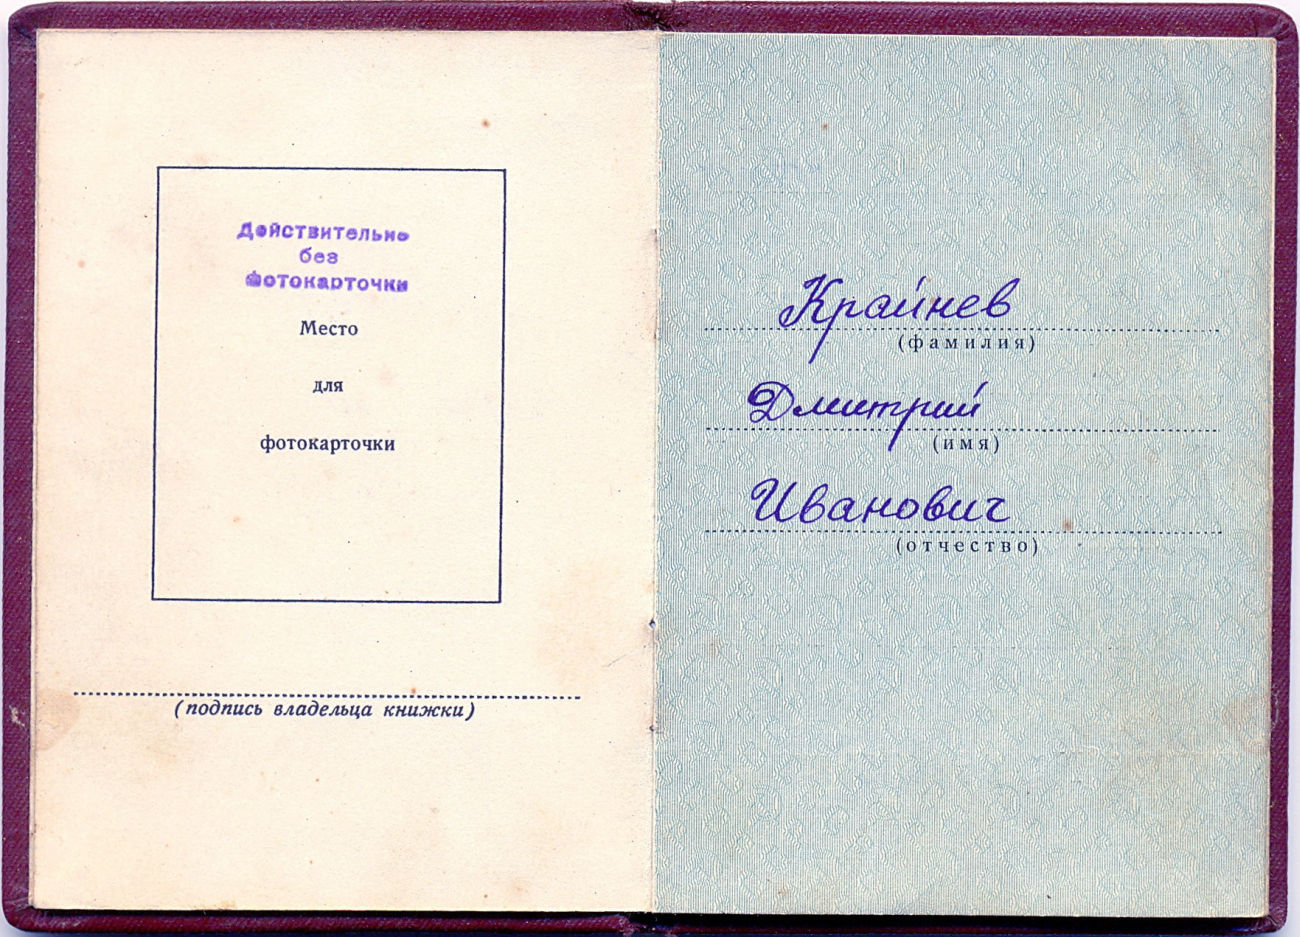 Действительно
без
фотокарточки
Место
для
фотокарточки
(подпись владельца книжки)
Крайнев
(фамилия)
Дмитрий
(имя)
Иванович
(отчество)